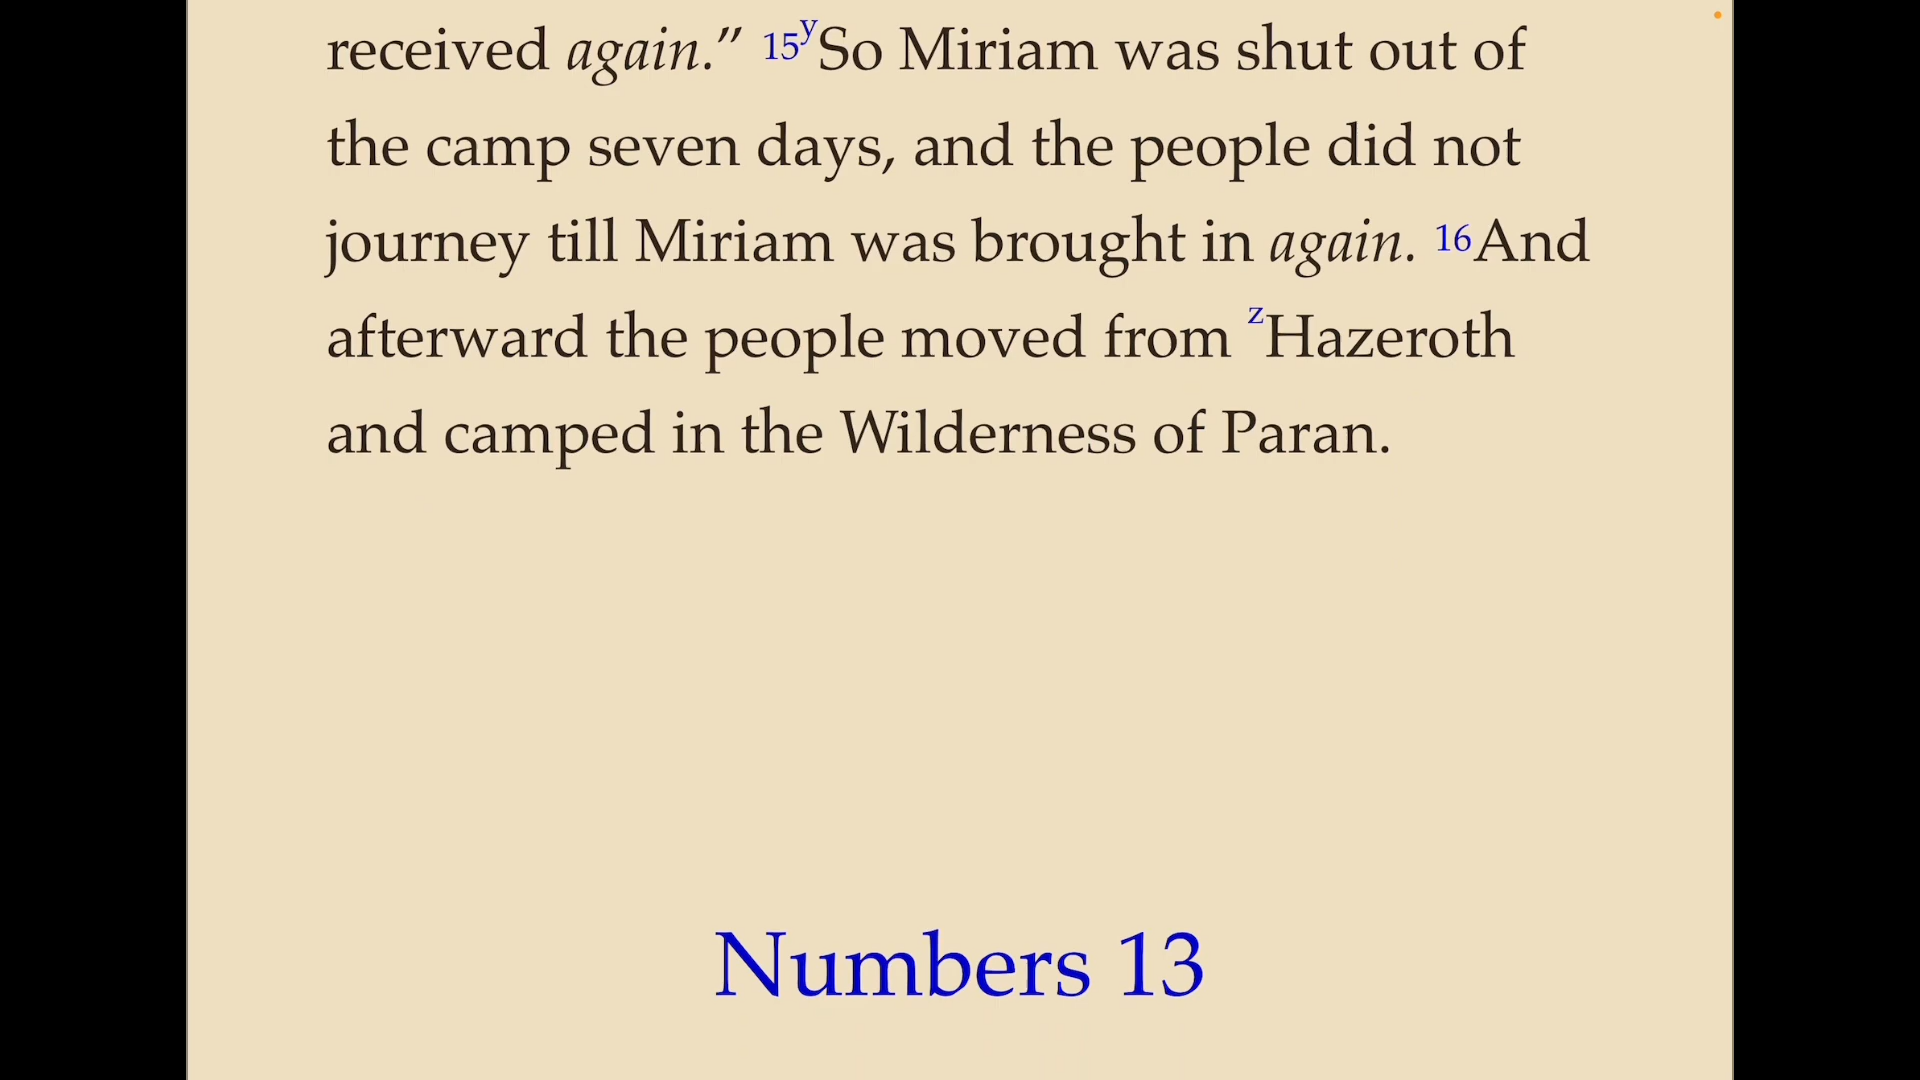 received again.” 15ySo Miriam was shut out of
the camp seven days, and the people did not
journey till Miriam was brought in again. 16And
afterward the people moved from zHazeroth
and camped in the Wilderness of Paran.
Numbers 13